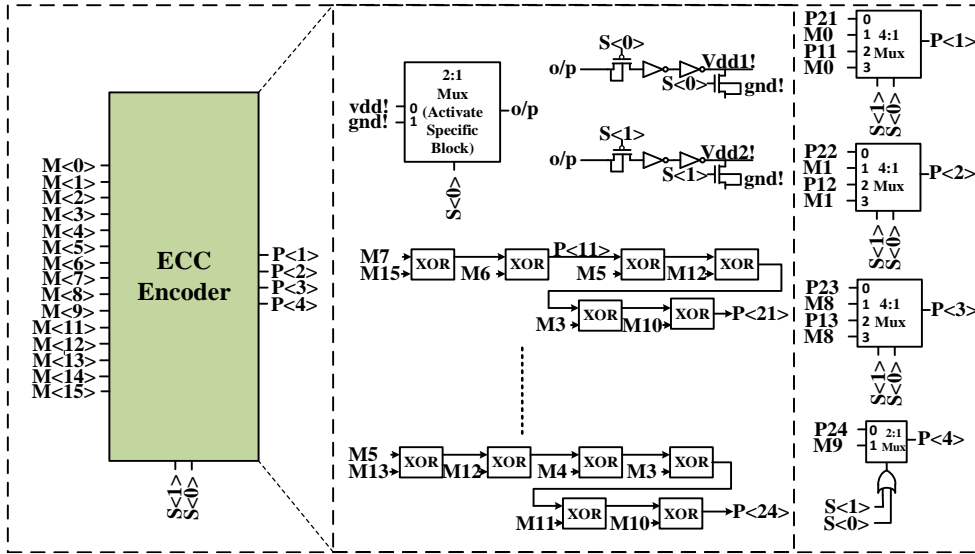 M<0>
M<1>
M<2>
M<3>
M<4>
M<5>
M<6>
M<7>
M<8>
M<9>
M<11>
M<12>
M<13>
M<14>
M<15>
ECC
Encoder
P<1>
P<2>
P<3>
P<4>
S<1>
S<0>
vdd!
gnd!
0
1
2:1
Mux
(Activate
Specific
Block)
o/p
S<0>
S<0>
o/p
Vdd1!
S<0>
gnd!
S<1>
o/p
Vdd2!
S<1>
gnd!
M7
M15
XOR
M6
XOR
P<11>
M5
XOR
M12
XOR
M3
XOR
M10
XOR
P<21>
M5
M13
XOR
M12
XOR
M4
XOR
M3
XOR
M11
XOR
M10
XOR
P<24>
P21
M0
P11
M0
0
1
2
3
4:1
Mux
P<1>
S<1>
S<0>
P22
M1
P12
M1
0
1
2
3
4:1
Mux
P<2>
S<1>
S<0>
P23
M8
P13
M8
0
1
2
3
4:1
Mux
P<3>
S<1>
S<0>
P24
M9
0
1
2:1
Mux
P<4>
S<1>
S<0>